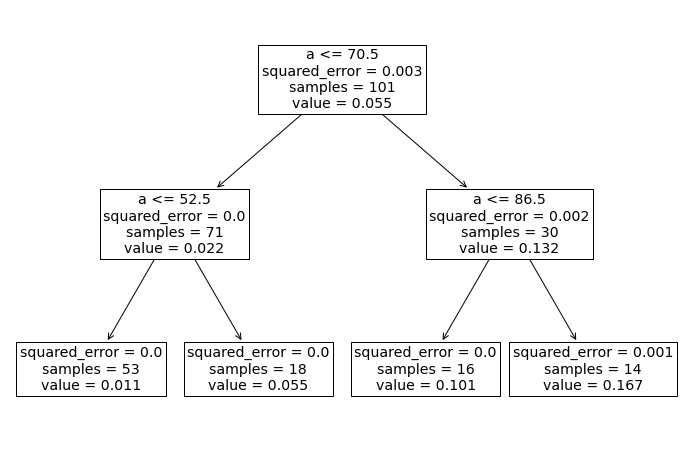 a <= 70.5
squared_error = 0.003
samples = 101
value = 0.055
a <= 52.5
squared_error = 0.0
samples = 71
value = 0.022
a <= 86.5
squared_error = 0.002
samples = 30
value = 0.132
squared_error = 0.0
samples = 53
value = 0.011
squared_error = 0.0
samples = 18
value = 0.055
squared_error = 0.0
samples = 16
value = 0.101
squared_error = 0.001
samples = 14
value = 0.167